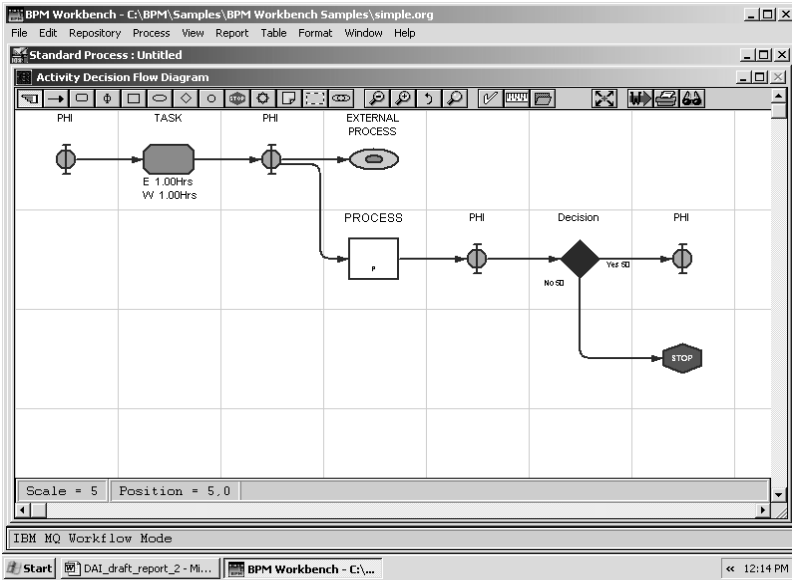 BPM Workbench - C:\BPM\Samples\BPM Workbench Samples\simple.org
File Edit Repository Process View Report Table Format Window Help
Standard Process : Untitled
Activity Decision Flow Diagram
STOP
PHI TASK PHI EXTERNAL PROCESS
E 1.00Hrs
W 1.00Hrs
PROCESS PHI Decision PHI
P
Yes 50
No 50
STOP
Scale = 5 Position = 5,0
IBM MQ Workflow Mode
Start DAI_draft_report_2 - Mi... BPM Workbench - C:\... « 12:14 PM